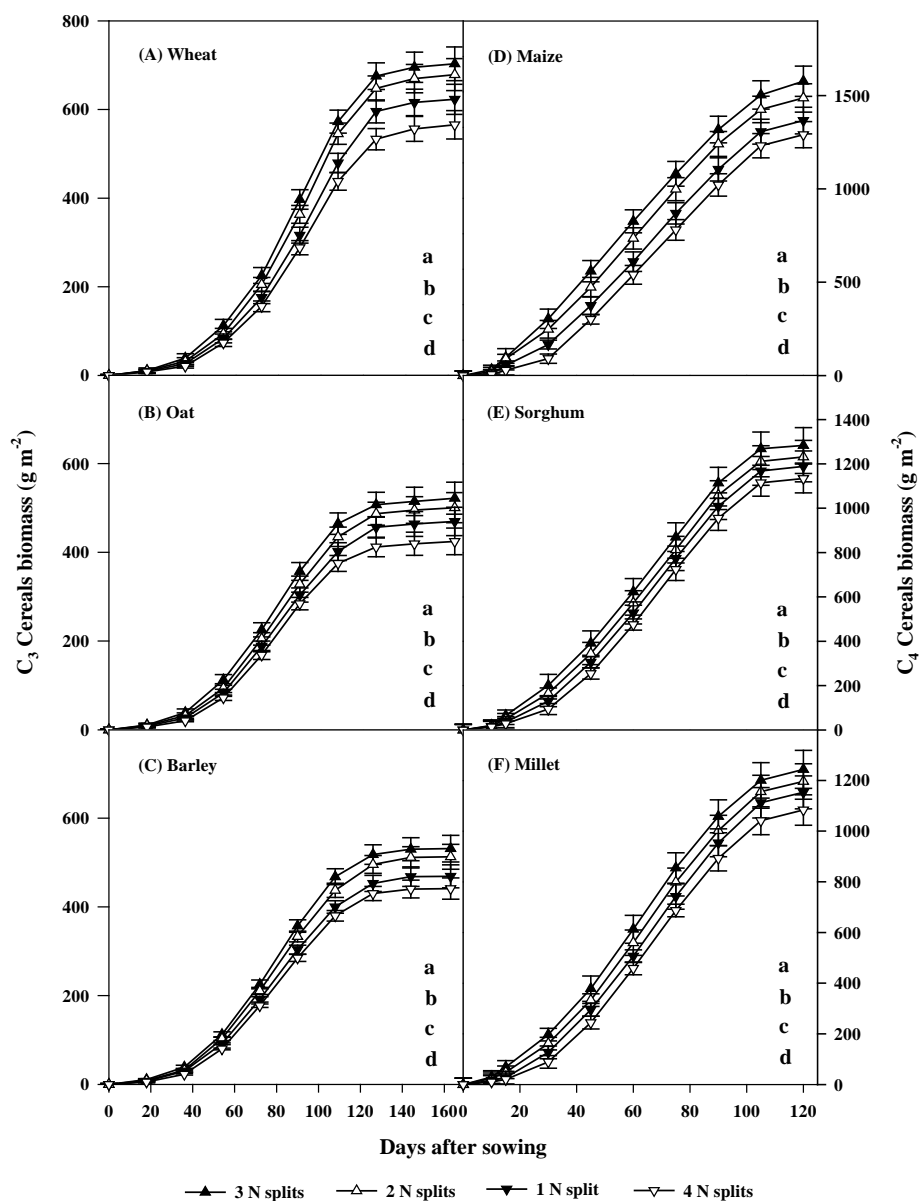 800
600
400
200
0
(A) Wheat
a
b
c
d
(D) Maize
1500
1000
500
0
a
b
c
d
(B) Oat
600
400
200
0
a
b
c
d
(E) Sorghum
1400
1200
1000
800
600
400
200
0
a
b
c
d
(C) Barley
600
400
200
0
a
b
c
d
(F) Millet
1200
1000
800
600
400
200
0
a
b
c
d
C3 Cereals biomass (g m-2)
C4 Cereals biomass (g m-2)
0 20 40 60 80 100 120 140 1600 20 40 60 80 100 120
Days after sowing
3 N splits 2 N splits 1 N split 4 N splits